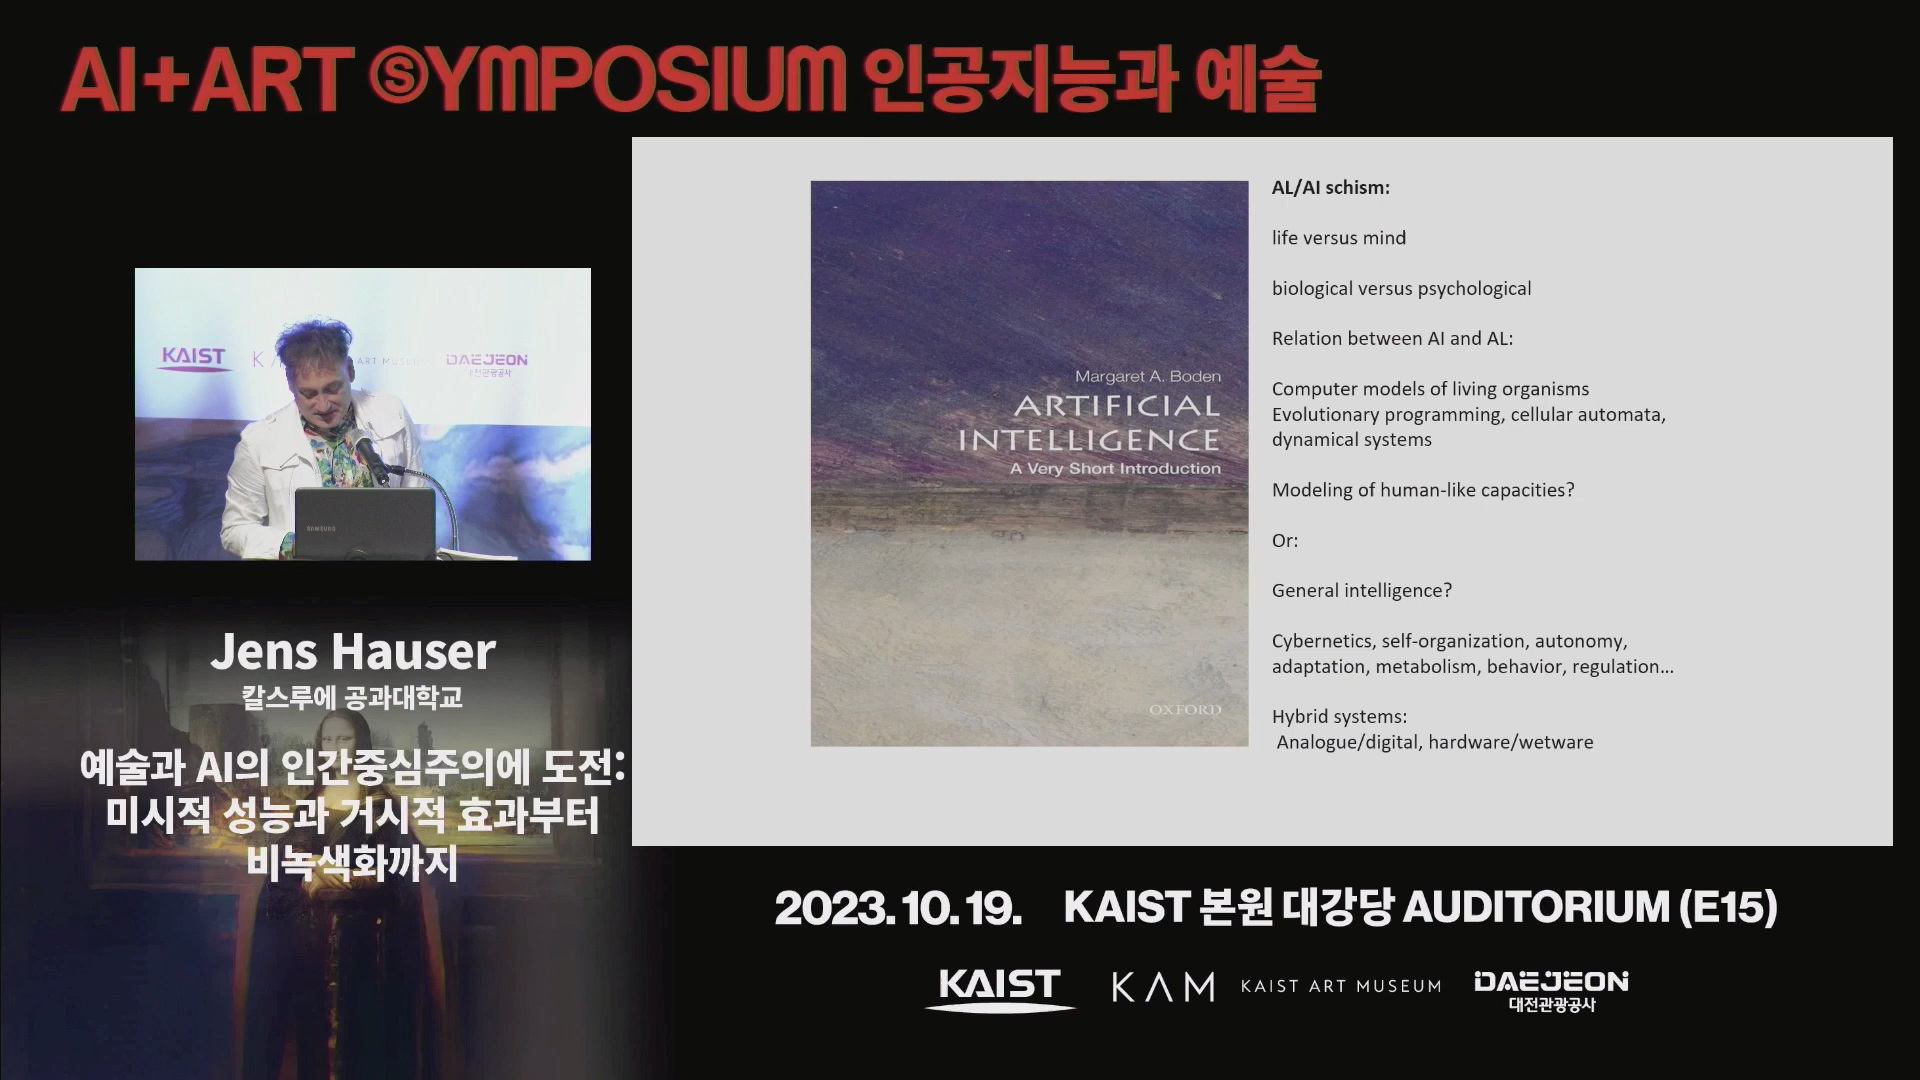 AI+ART SYMPOSIUM 인공지능과 예술
KAIST
DAEJEON
대전관광공사
SAMSUNG
Jens Hauser
칼스루에 공과대학교
예술과 AI의 인간중심주의에 도전:
미시적 성능과 거시적 효과부터
비녹색화까지
Margaret A. Boden
ARTIFICIAL
INTELLIGENCE
A Very Short Introduction
OXFORD
AL/AI schism:
life versus mind
biological versus psychological
Relation between AI and AL:
Computer models of living organisms
Evolutionary programming, cellular automata,
dynamical systems
Modeling of human-like capacities?
Or:
General intelligence?
Cybernetics, self-organization, autonomy,
adaptation, metabolism, behavior, regulation...
Hybrid systems:
Analogue/digital, hardware/wetware
2023. 10. 19. KAIST 본원 대강당 AUDITORIUM (E15)
KAIST KAM KAIST ART MUSEUM DAEJEON
대전관광공사